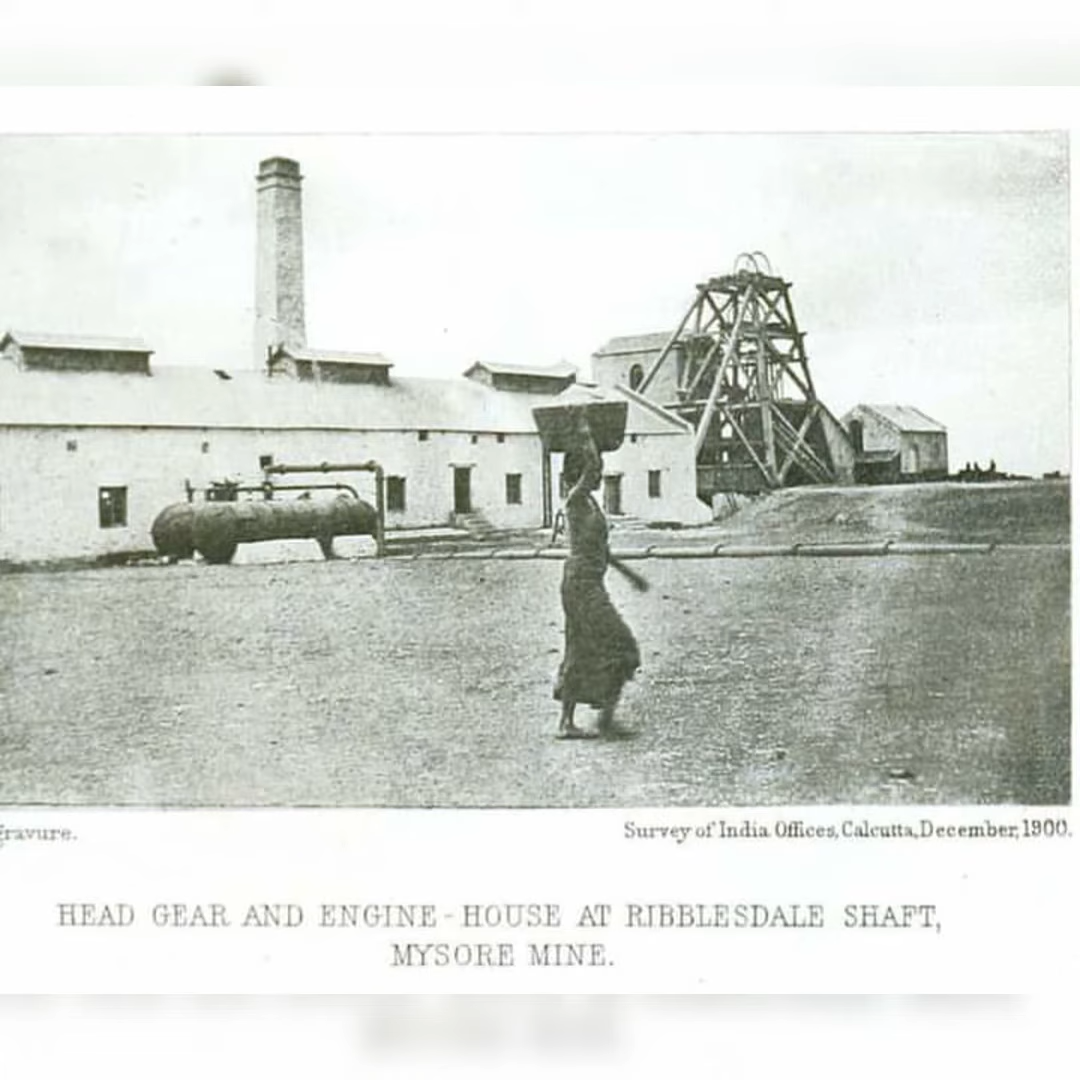 gravure.
Survey of India Offices, Calcutta, December, 1900.
HEAD GEAR AND ENGINE-HOUSE AT RIBBLESDALE SHAFT,
MYSORE MINE.